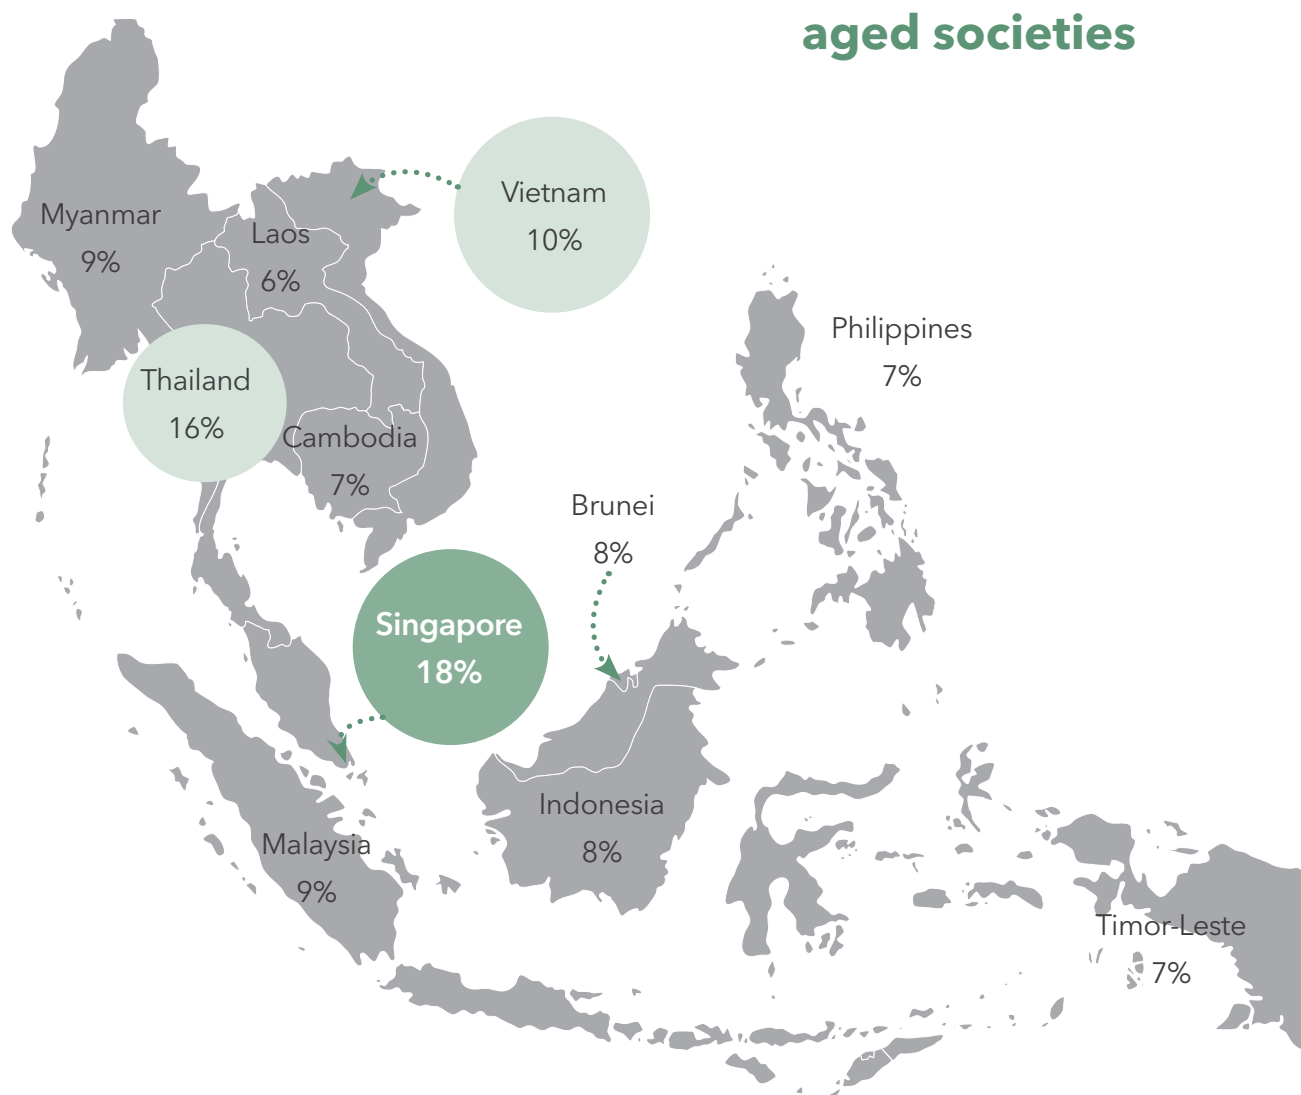 aged societies
Vietnam
10%
Myanmar
9%
Laos
6%
Philippines
7%
Thailand
16%
Cambodia
7%
Brunei
8%
Singapore
18%
Indonesia
8%
Malaysia
9%
Timor-Leste
7%